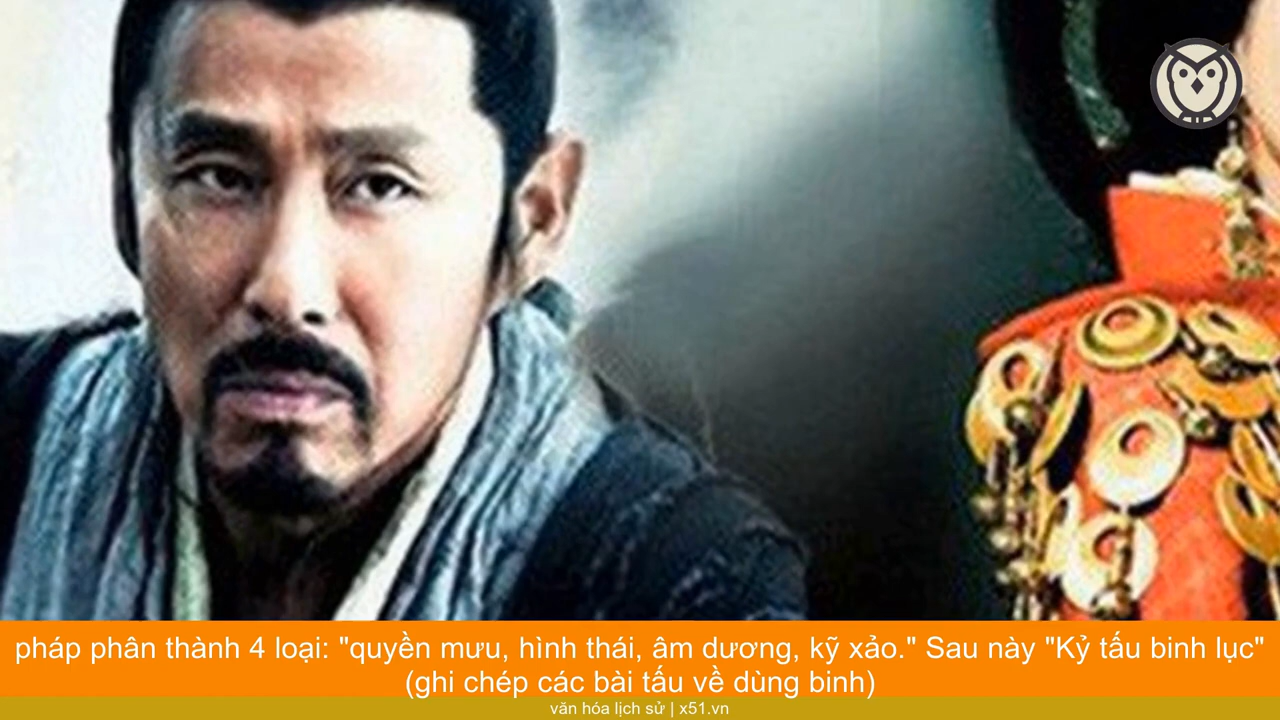 pháp phân thành 4 loại: "quyền mưu, hình thái, âm dương, kỹ xảo." Sau này "Kỷ tấu binh lục"
(ghi chép các bài tấu về dùng binh)
văn hóa lịch sử | x51.vn